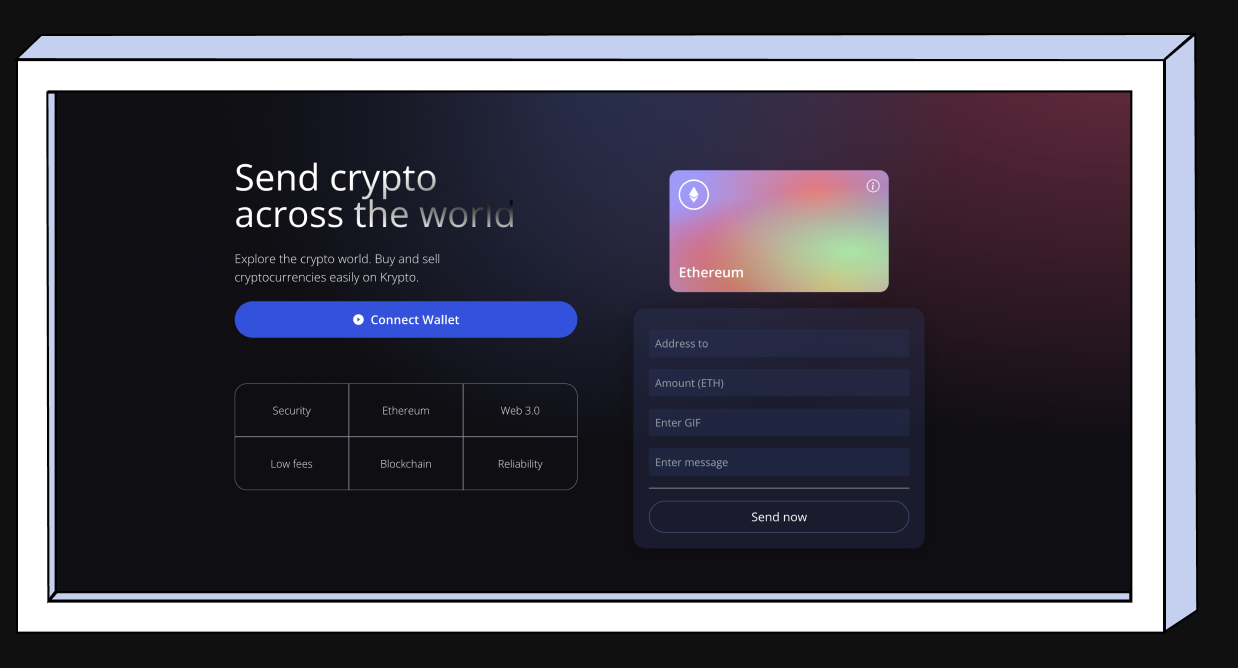 Send crypto
across the world
Explore the crypto world. Buy and sell
cryptocurrencies easily on Krypto.
Connect Wallet
Security
Ethereum
Web 3.0
Low fees
Blockchain
Reliability
i
Ethereum
Address to
Amount (ETH)
Enter GIF
Enter message
Send now